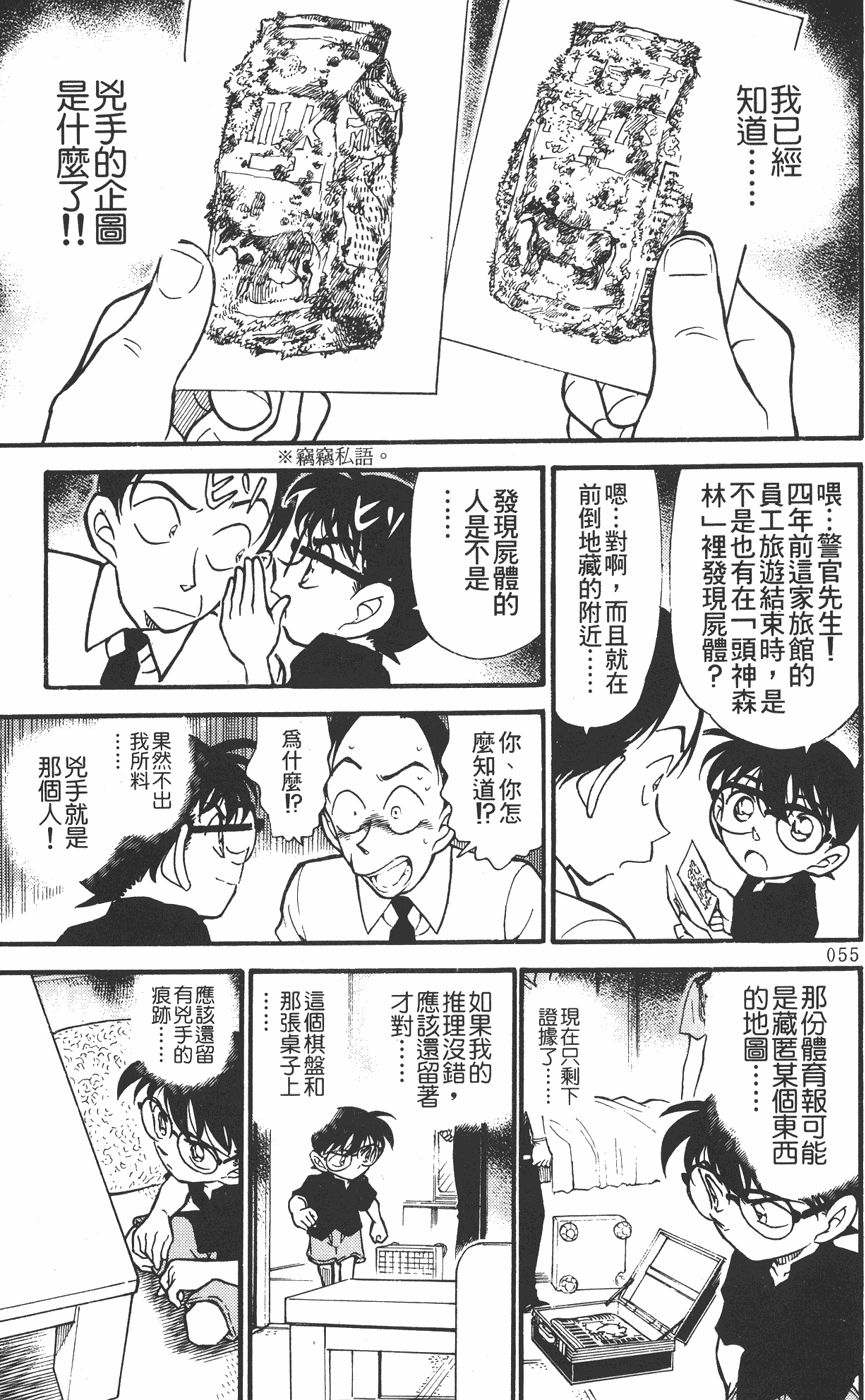 我已經
知道……
兇手的企圖
是什麼了!!
MILK
MILK
※竊竊私語。
喂…警官先生!
四年前這家旅館的
員工旅遊結束時，是
不是也有在「頭神森
林」裡發現屍體?
嗯…對啊，而且就在
前倒地藏的附近……
發現屍體的
人是不是
……
ヒソ
ヒソ
你、你怎
麼知道!?
爲什麼!?
果然不出
我所料
……
兇手就是
那個人!
055
那份體育報可能
是藏匿某個東西
的地圖……
現在只剩下
證據了……
如果我的
推理沒錯，
應該還留著
才對……
這個棋盤和
那張桌子上
……
應該還留
有兇手的
痕跡……